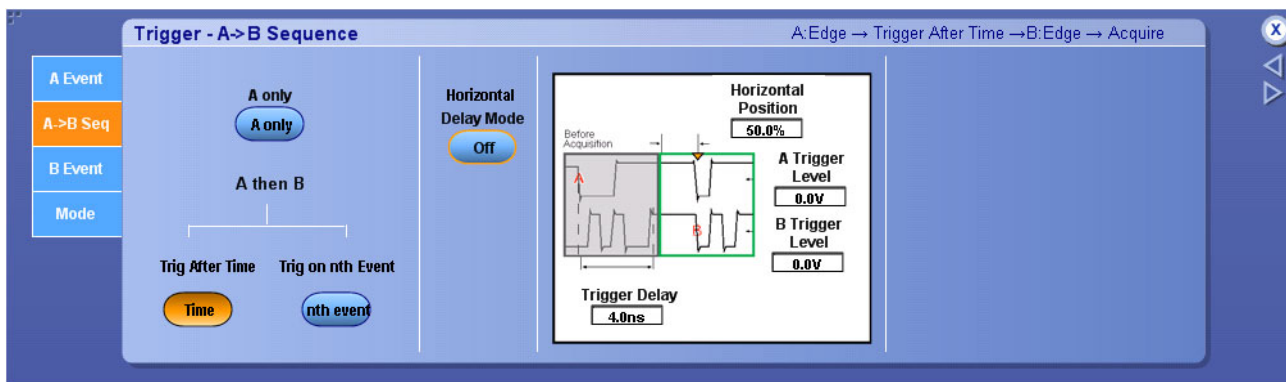 Trigger - A->B Sequence
A:Edge → Trigger After Time →B:Edge → Acquire
X
A Event
A->B Seq
B Event
Mode
A only
A only
A then B
Trig After Time
Trig on nth Event
Time
nth event
Horizontal
Delay Mode
Off
Horizontal
Position
50.0%
Before
Acquisition
A
B
A Trigger
Level
0.0V
B Trigger
Level
0.0V
Trigger Delay
4.0ns